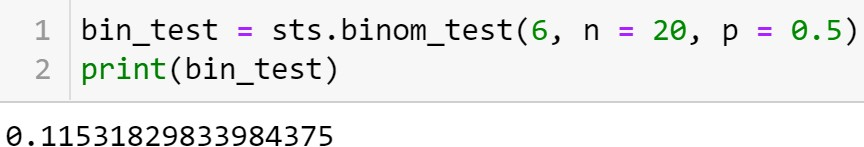 1 bin_test = sts.binom_test(6, n = 20, p = 0.5)
2 print(bin_test)
0.11531829833984375